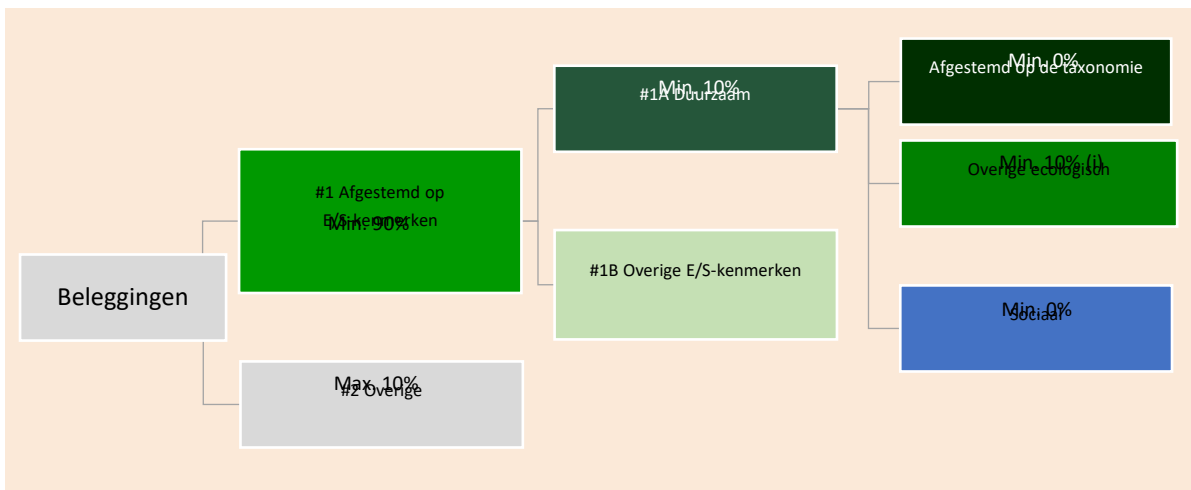 Beleggingen
#1 Afgestemd op
E/S-kenmerken
Min. 90%
Max. 10%
#2 Overige
Min. 10%
#1A Duurzaam
#1B Overige E/S-kenmerken
Min. 0%
Afgestemd op de taxonomie
Min. 10% (i)
Overige ecologisch
Min. 0%
Sociaal